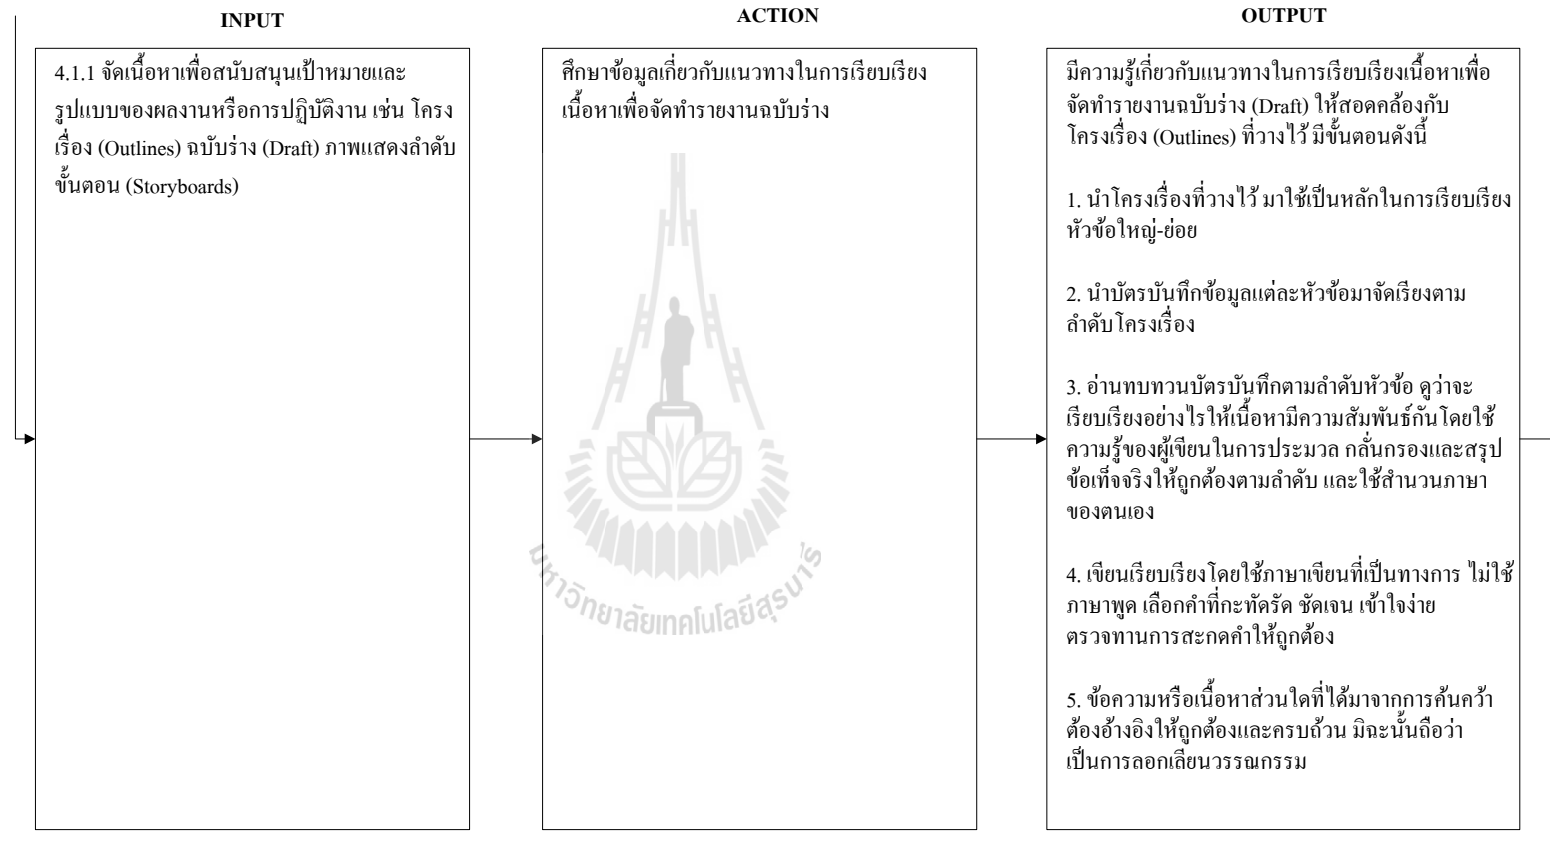 INPUT
ACTION
OUTPUT
4.1.1 จัดเนื้อหาเพื่อสนับสนุนเป้าหมายและ
รูปแบบของผลงานหรือการปฏิบัติงาน เช่น โครง
เรื่อง (Outlines) ฉบับร่าง (Draft) ภาพแสดงลำดับ
ขั้นตอน (Storyboards)
ศึกษาข้อมูลเกี่ยวกับแนวทางในการเรียบเรียง
เนื้อหาเพื่อจัดทำรายงานฉบับร่าง
มีความรู้เกี่ยวกับแนวทางในการเรียบเรียงเนื้อหาเพื่อ
จัดทำรายงานฉบับร่าง (Draft) ให้สอดคล้องกับ
โครงเรื่อง (Outlines) ที่วางไว้ มีขั้นตอนดังนี้
1. นำโครงเรื่องที่วางไว้ มาใช้เป็นหลักในการเรียบเรียง
หัวข้อใหญ่-ย่อย
2. นำบัตรบันทึกข้อมูลแต่ละหัวข้อมาจัดเรียงตาม
ลำดับโครงเรื่อง
3. อ่านทบทวนบัตรบันทึกตามลำดับหัวข้อ ดูว่าจะ
เรียบเรียงอย่างไรให้เนื้อหามีความสัมพันธ์กันโดยใช้
ความรู้ของผู้เขียนในการประมวล กลั่นกรองและสรุป
ข้อเท็จจริงให้ถูกต้องตามลำดับ และใช้สำนวนภาษา
ของตนเอง
4. เขียนเรียบเรียงโดยใช้ภาษาเขียนที่เป็นทางการ ไม่ใช้
ภาษาพูด เลือกคำที่กะทัดรัด ชัดเจน เข้าใจง่าย
ตรวจทานการสะกดคำให้ถูกต้อง
5. ข้อความหรือเนื้อหาส่วนใดที่ได้มาจากการค้นคว้า
ต้องอ้างอิงให้ถูกต้องและครบถ้วน มิฉะนั้นถือว่า
เป็นการลอกเลียนวรรณกรรม
มหาวิทยาลัยเทคโนโลยีสุรนารี